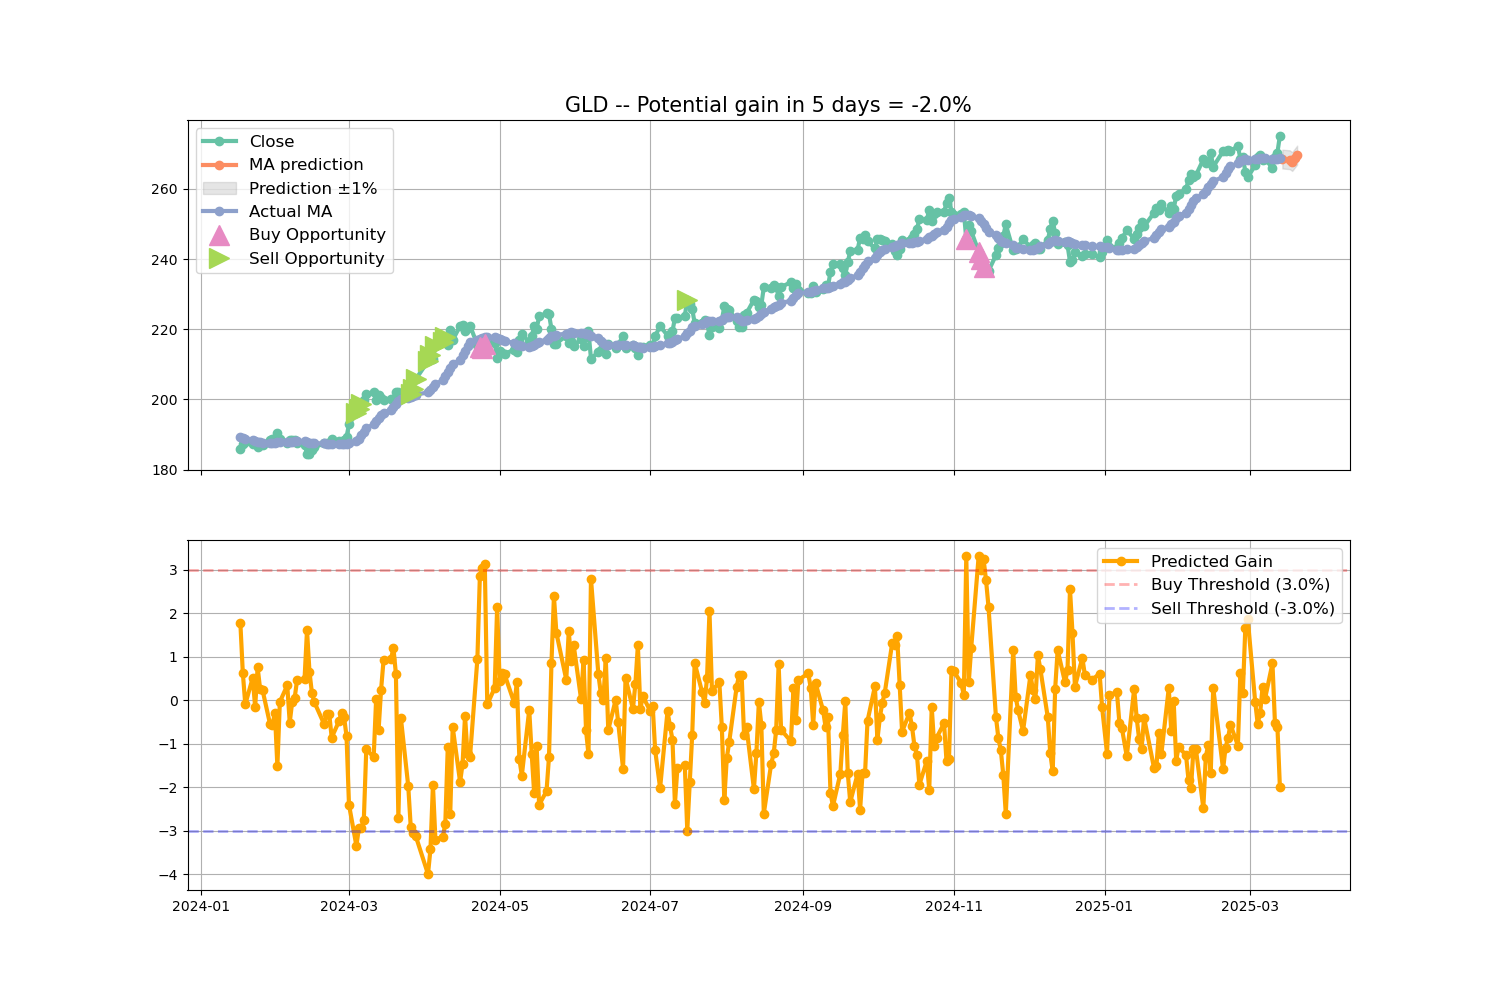 GLD -- Potential gain in 5 days = -2.0%
Close
MA prediction
Prediction ±1%
Actual MA
Buy Opportunity
Sell Opportunity
260
240
220
200
180
Predicted Gain
Buy Threshold (3.0%)
Sell Threshold (-3.0%)
3
2
1
0
−1
−2
−3
−4
2024-01
2024-03
2024-05
2024-07
2024-09
2024-11
2025-01
2025-03